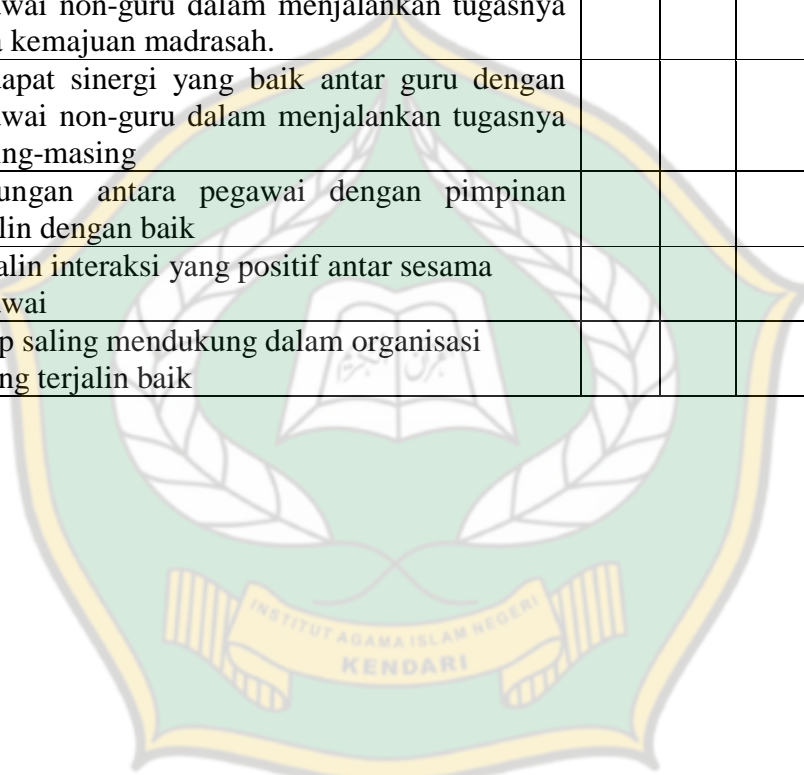 wai non-guru dalam menjalankan tugasnya
kemajuan madrasah.
apat sinergi yang baik antar guru dengan
wai non-guru dalam menjalankan tugasnya
ng-masing
ungan antara pegawai dengan pimpinan
lin dengan baik
alin interaksi yang positif antar sesama
wai
p saling mendukung dalam organisasi
ng terjalin baik
INSTITUT AGAMA ISLAM NEGERI
KENDARI